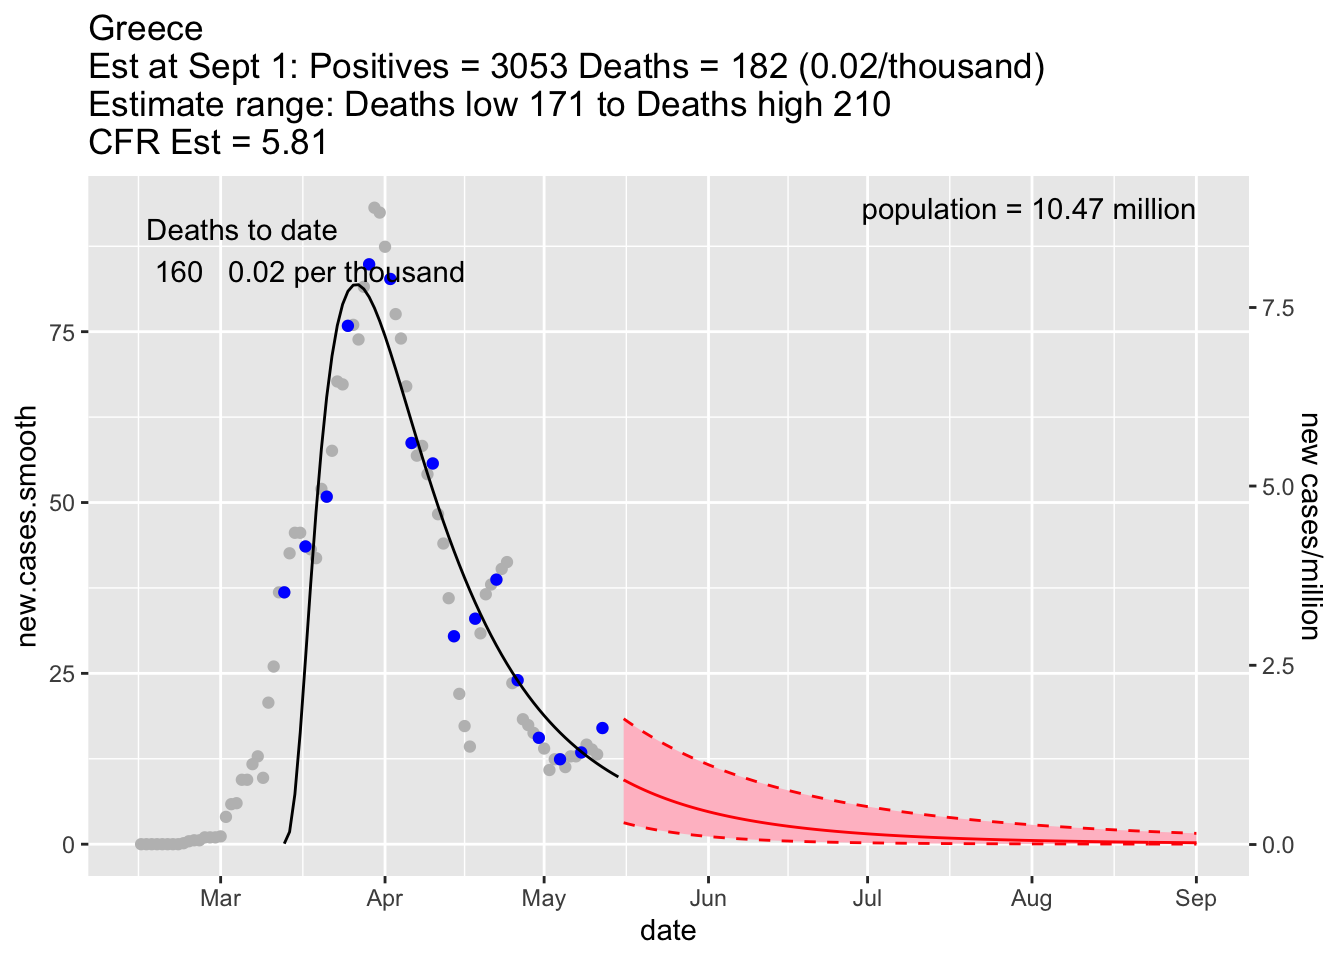 Greece
Est at Sept 1: Positives = 3053 Deaths = 182 (0.02/thousand)
Estimate range: Deaths low 171 to Deaths high 210
CFR Est = 5.81
population = 10.47 million
Deaths to date
160 0.02 per thousand
75
50
25
0
new.cases.smooth
7.5
5.0
2.5
0.0
new cases/million
Mar Apr May Jun Jul Aug Sep
date